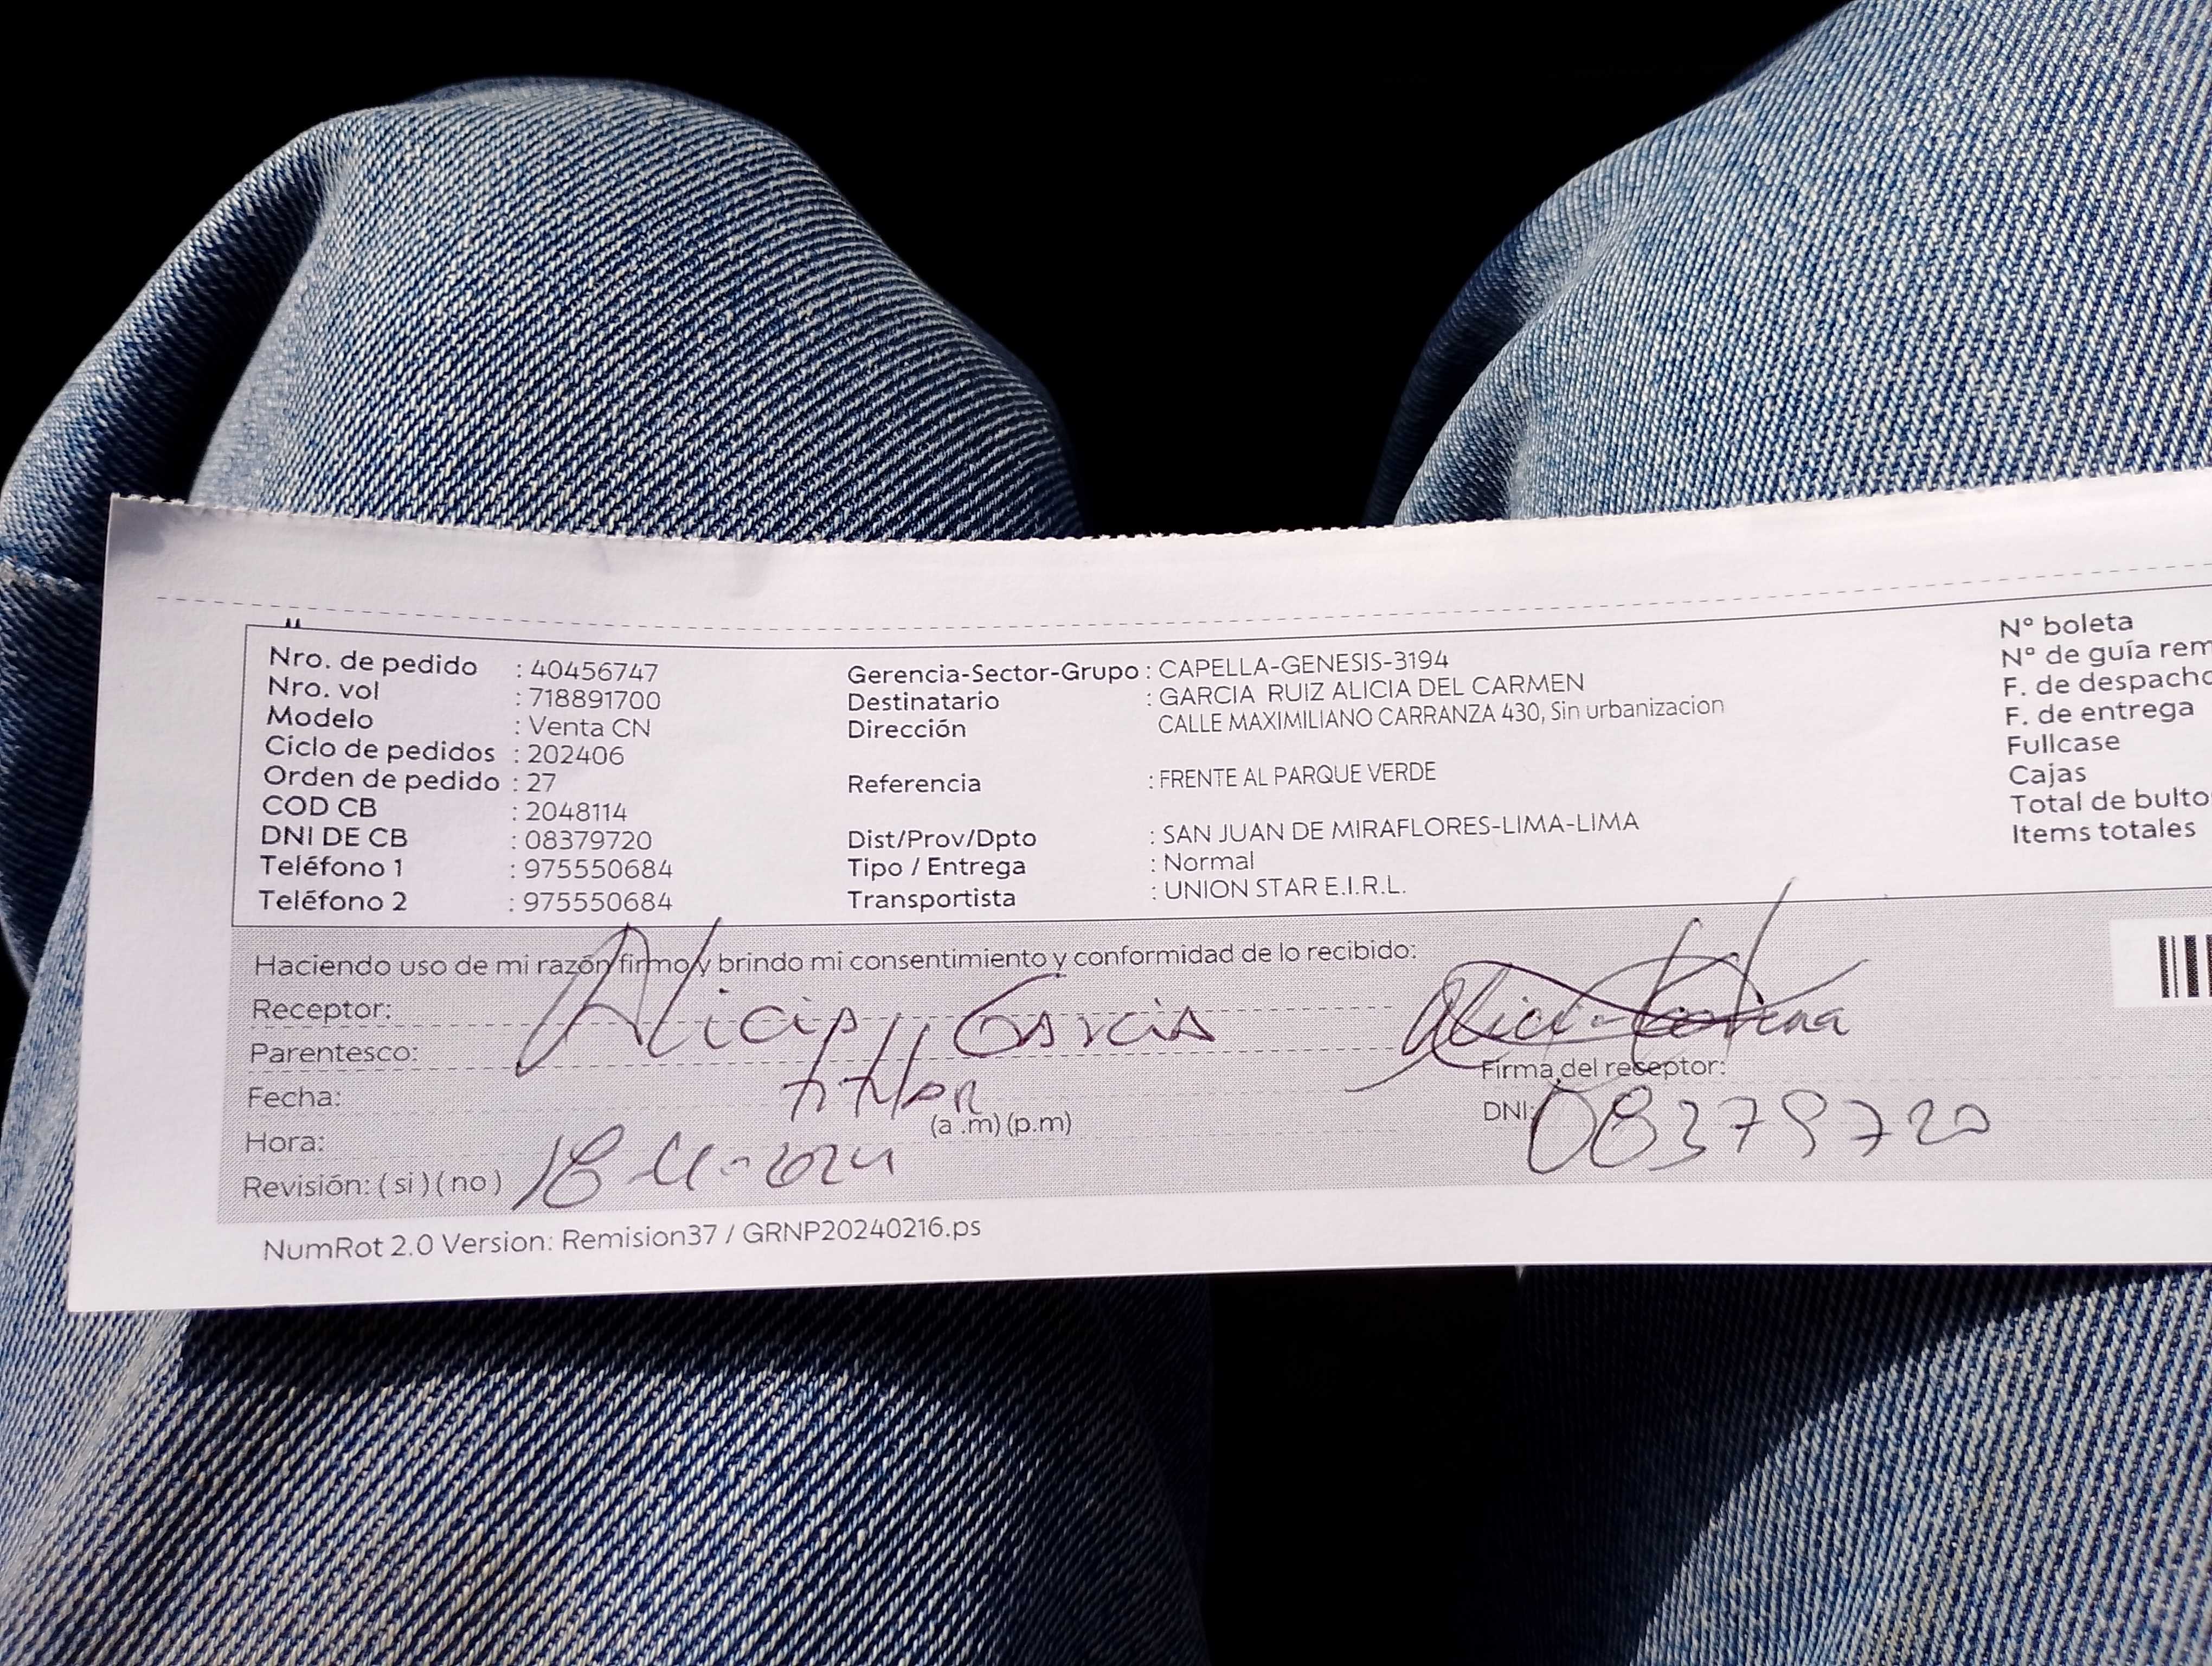 Nro. de pedido : 40456747
Nro. vol : 718891700
Modelo : Venta CN
Ciclo de pedidos : 202406
Orden de pedido : 27
COD CB : 2048114
DNI DE CB : 08379720
Teléfono 1 : 975550684
Teléfono 2 : 975550684
Gerencia-Sector-Grupo : CAPELLA-GENESIS-3194
Destinatario : GARCIA RUIZ ALICIA DEL CARMEN
Dirección CALLE MAXIMILIANO CARRANZA 430, Sin urbanizacion
Referencia : FRENTE AL PARQUE VERDE
Dist/Prov/Dpto : SAN JUAN DE MIRAFLORES-LIMA-LIMA
Tipo / Entrega : Normal
Transportista : UNION STAR E.I.R.L.
N° boleta
N° de guía rem
F. de despacho
F. de entrega
Fullcase
Cajas
Total de bulto
Items totales
Haciendo uso de mi razón firmo y brindo mi consentimiento y conformidad de lo recibido:
Receptor: Alicia Garcia
Parentesco: titular
Fecha:
Hora: (a .m) (p.m)
Revisión: ( si ) ( no )
Firma del receptor:
DNI: 08379720
NumRot 2.0 Version: Remision37 / GRNP20240216.ps